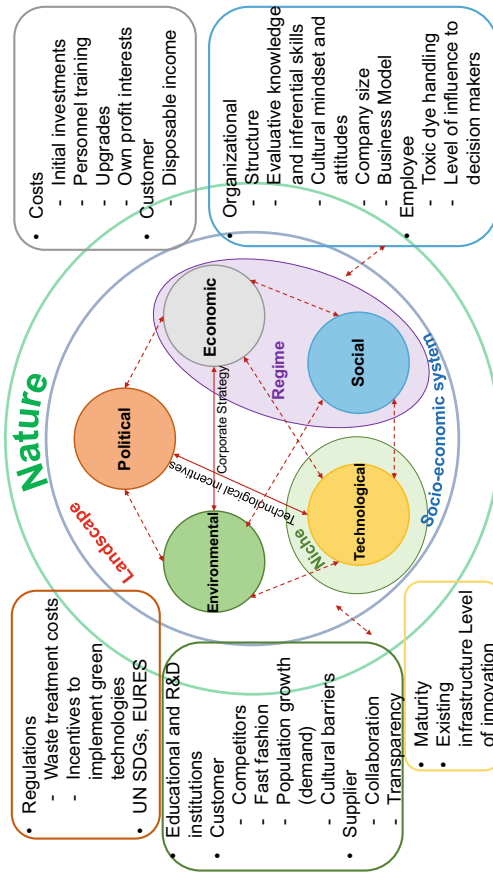 • Regulations
- Waste treatment costs
- Incentives to
implement green
technologies
• UN SDGs, EURES
• Educational and R&D
institutions
• Customer
- Competitors
- Fast fashion
- Population growth
(demand)
- Cultural barriers
• Supplier
- Collaboration
- Transparency
• Maturity
• Existing
infrastructure Level
of innovation
Nature
Landscape
Political
Environmental
Economic
Corporate Strategy
Technological incentives
Regime
Niche
Technological
Social
Socio-economic system
• Costs
- Initial investments
- Personnel training
- Upgrades
- Own profit interests
• Customer
- Disposable income
• Organizational
- Structure
- Evaluative knowledge
and inferential skills
- Cultural mindset and
attitudes
- Company size
- Business Model
• Employee
- Toxic dye handling
- Level of influence to
decision makers